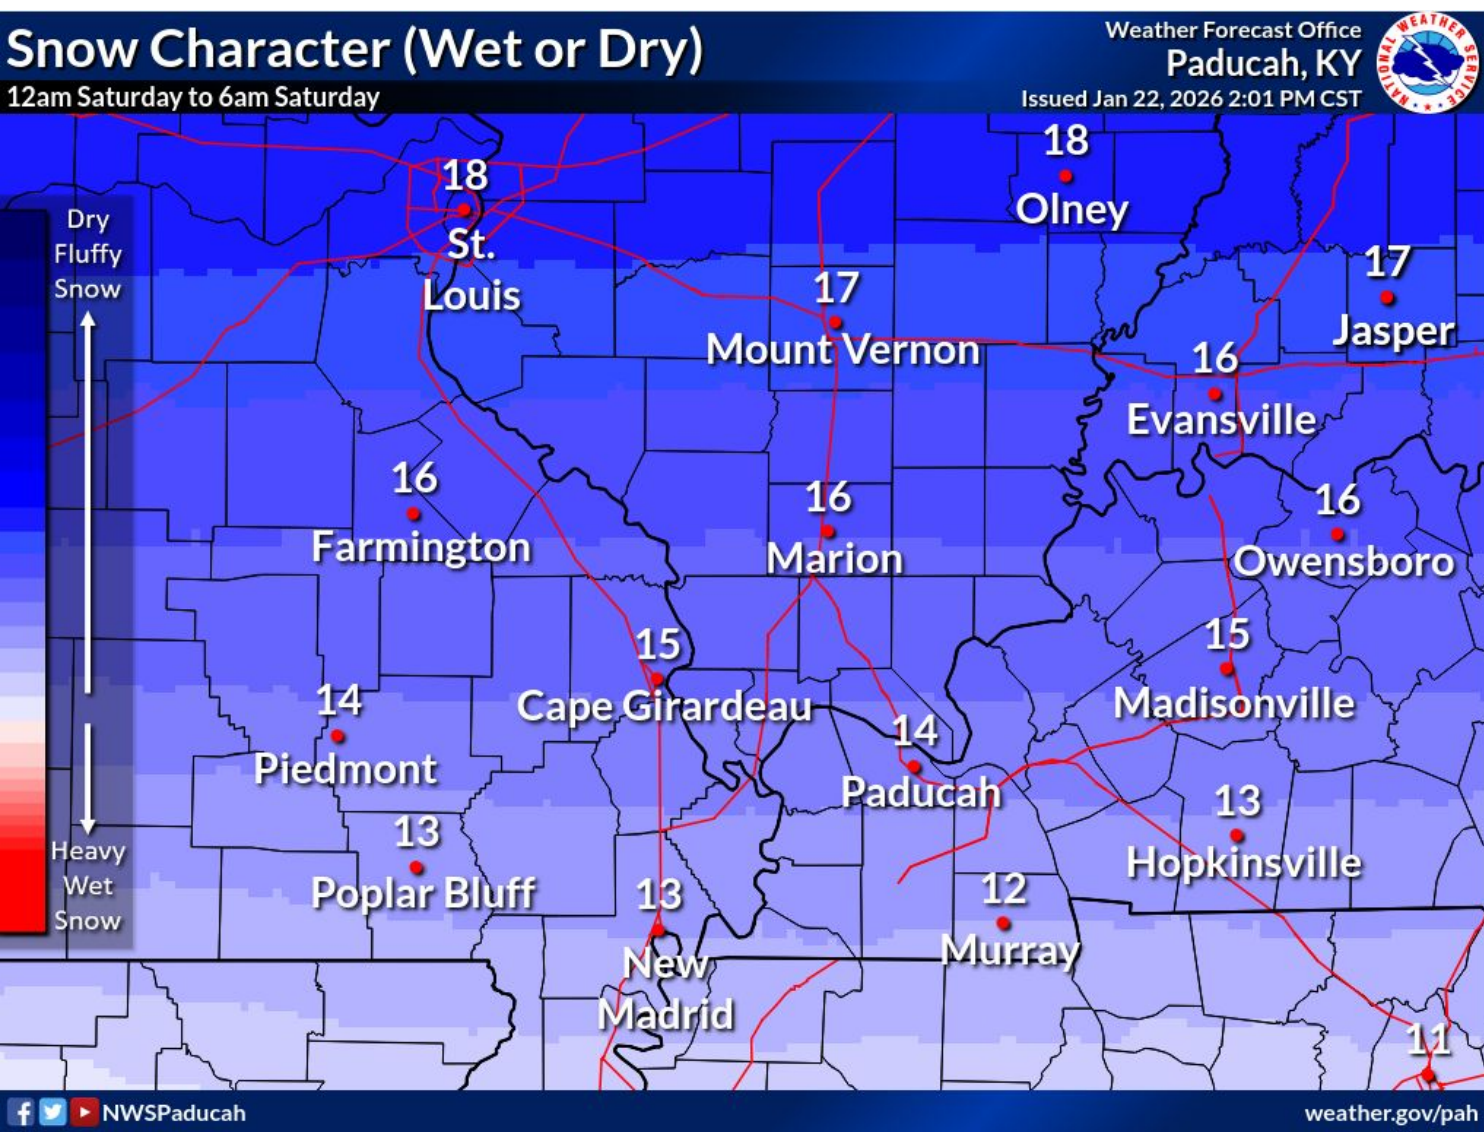 Snow Character (Wet or Dry)
12am Saturday to 6am Saturday
Weather Forecast Office
Paducah, KY
Issued Jan 22, 2026 2:01 PM CST
NATIONAL WEATHER SERVICE
Dry
Fluffy
Snow
Heavy
Wet
Snow
18
St.
Louis
18
Olney
17
Mount Vernon
17
Jasper
16
Evansville
16
Farmington
16
Marion
16
Owensboro
15
Cape Girardeau
15
Madisonville
14
Piedmont
14
Paducah
13
Poplar Bluff
13
Hopkinsville
13
New
Madrid
12
Murray
11
NWSPaducah
weather.gov/pah